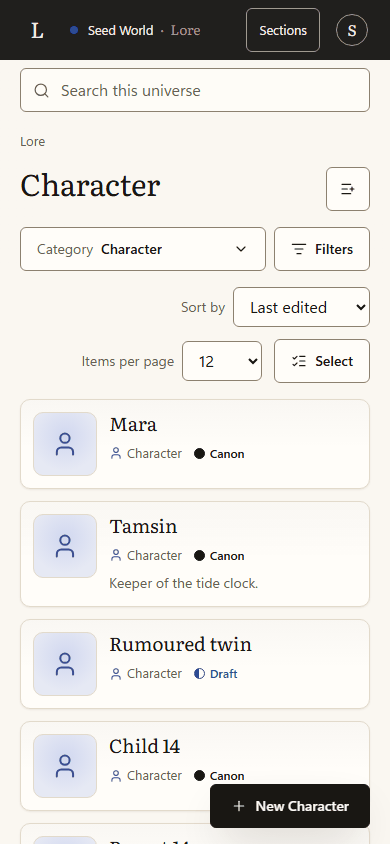 L Seed World · Lore Sections S
Search this universe
Lore
Character
Category Character Filters
Sort by Last edited
Items per page 12 Select
Mara
Character Canon
Tamsin
Character Canon
Keeper of the tide clock.
Rumoured twin
Character Draft
Child 14
Character Canon
+ New Character